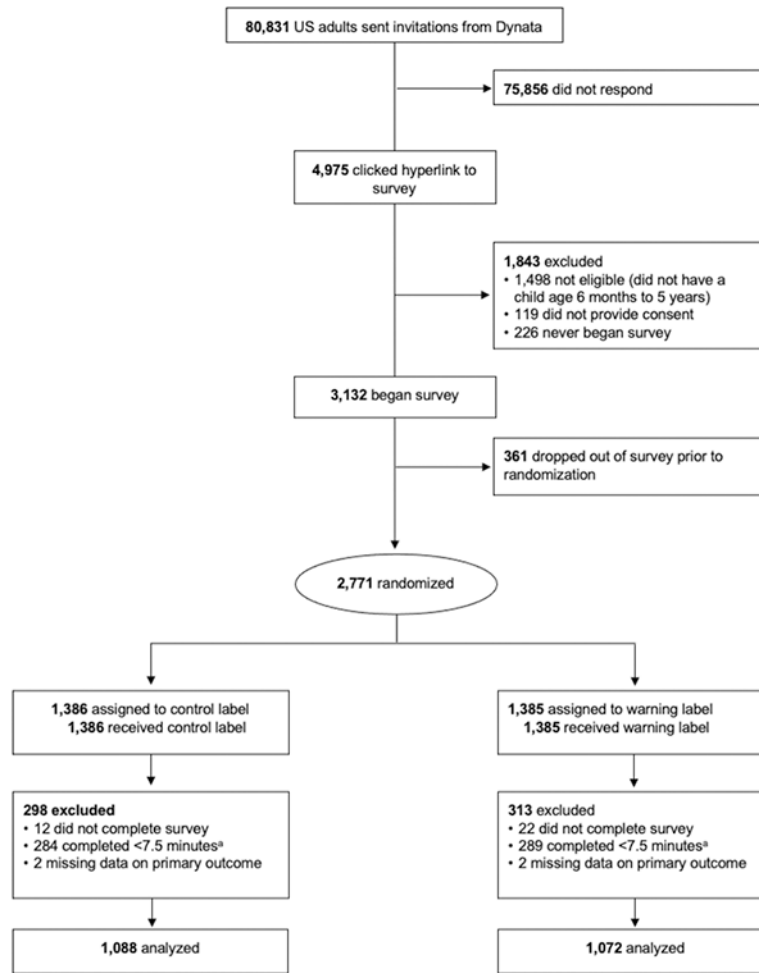 80,831 US adults sent invitations from Dynata
75,856 did not respond
4,975 clicked hyperlink to
survey
1,843 excluded
• 1,498 not eligible (did not have a
child age 6 months to 5 years)
• 119 did not provide consent
• 226 never began survey
3,132 began survey
361 dropped out of survey prior to
randomization
2,771 randomized
1,386 assigned to control label
1,386 received control label
1,385 assigned to warning label
1,385 received warning label
298 excluded
• 12 did not complete survey
• 284 completed <7.5 minutesᵃ
• 2 missing data on primary outcome
313 excluded
• 22 did not complete survey
• 289 completed <7.5 minutesᵃ
• 2 missing data on primary outcome
1,088 analyzed
1,072 analyzed